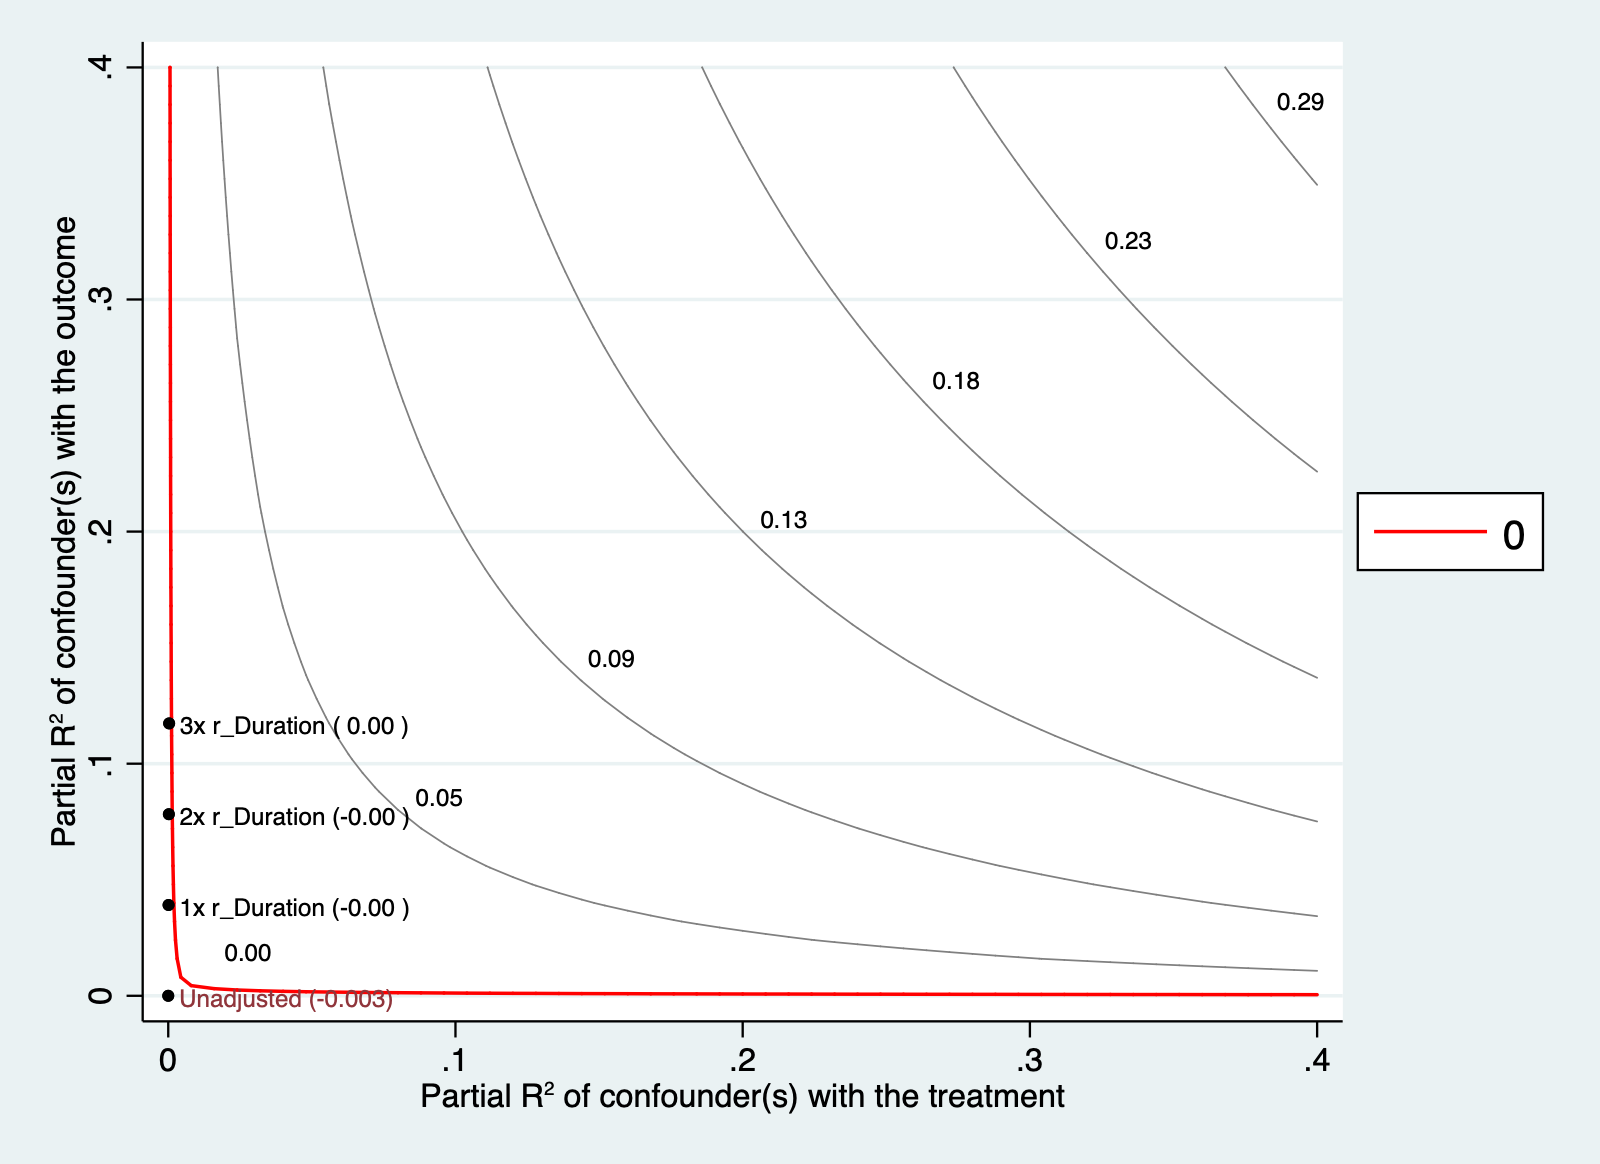 .4
0.29
0.23
.3
0.18
0.13
.2
0
0.09
3x r_Duration ( 0.00 )
.1
0.05
2x r_Duration (-0.00 )
1x r_Duration (-0.00 )
0.00
0
Unadjusted (-0.003)
0 .1 .2 .3 .4
Partial R² of confounder(s) with the treatment
Partial R² of confounder(s) with the outcome